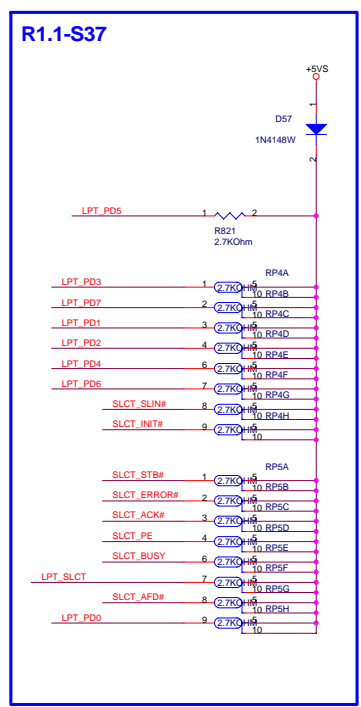 R1.1-S37
+5VS
1
D57
1N4148W
2
LPT_PD5 1 2
R821
2.7KOhm
RP4A
LPT_PD3 1 2.7KOHM 5
10 RP4B
LPT_PD7 2 2.7KOHM 5
10 RP4C
LPT_PD1 3 2.7KOHM 5
10 RP4D
LPT_PD2 4 2.7KOHM 5
10 RP4E
LPT_PD4 6 2.7KOHM 5
10 RP4F
LPT_PD6 7 2.7KOHM 5
10 RP4G
SLCT_SLIN# 8 2.7KOHM 5
10 RP4H
SLCT_INIT# 9 2.7KOHM 5
10
RP5A
SLCT_STB# 1 2.7KOHM 5
10 RP5B
SLCT_ERROR# 2 2.7KOHM 5
10 RP5C
SLCT_ACK# 3 2.7KOHM 5
10 RP5D
SLCT_PE 4 2.7KOHM 5
10 RP5E
SLCT_BUSY 6 2.7KOHM 5
10 RP5F
LPT_SLCT 7 2.7KOHM 5
10 RP5G
SLCT_AFD# 8 2.7KOHM 5
10 RP5H
LPT_PD0 9 2.7KOHM 5
10